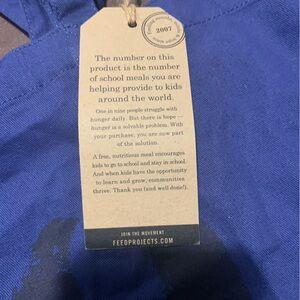 2007
The number on this
product is the number
of school meals you are
helping provide to kids
around the world.
One in nine people struggle with
hunger daily. But there is hope —
hunger is a solvable problem. With
your purchase, you are now part
of the solution.
A free, nutritious meal encourages
kids to go to school and stay in school.
And when kids have the opportunity
to learn and grow, communities
thrive. Thank you (and well done!).
JOIN THE MOVEMENT
FEEDPROJECTS.COM